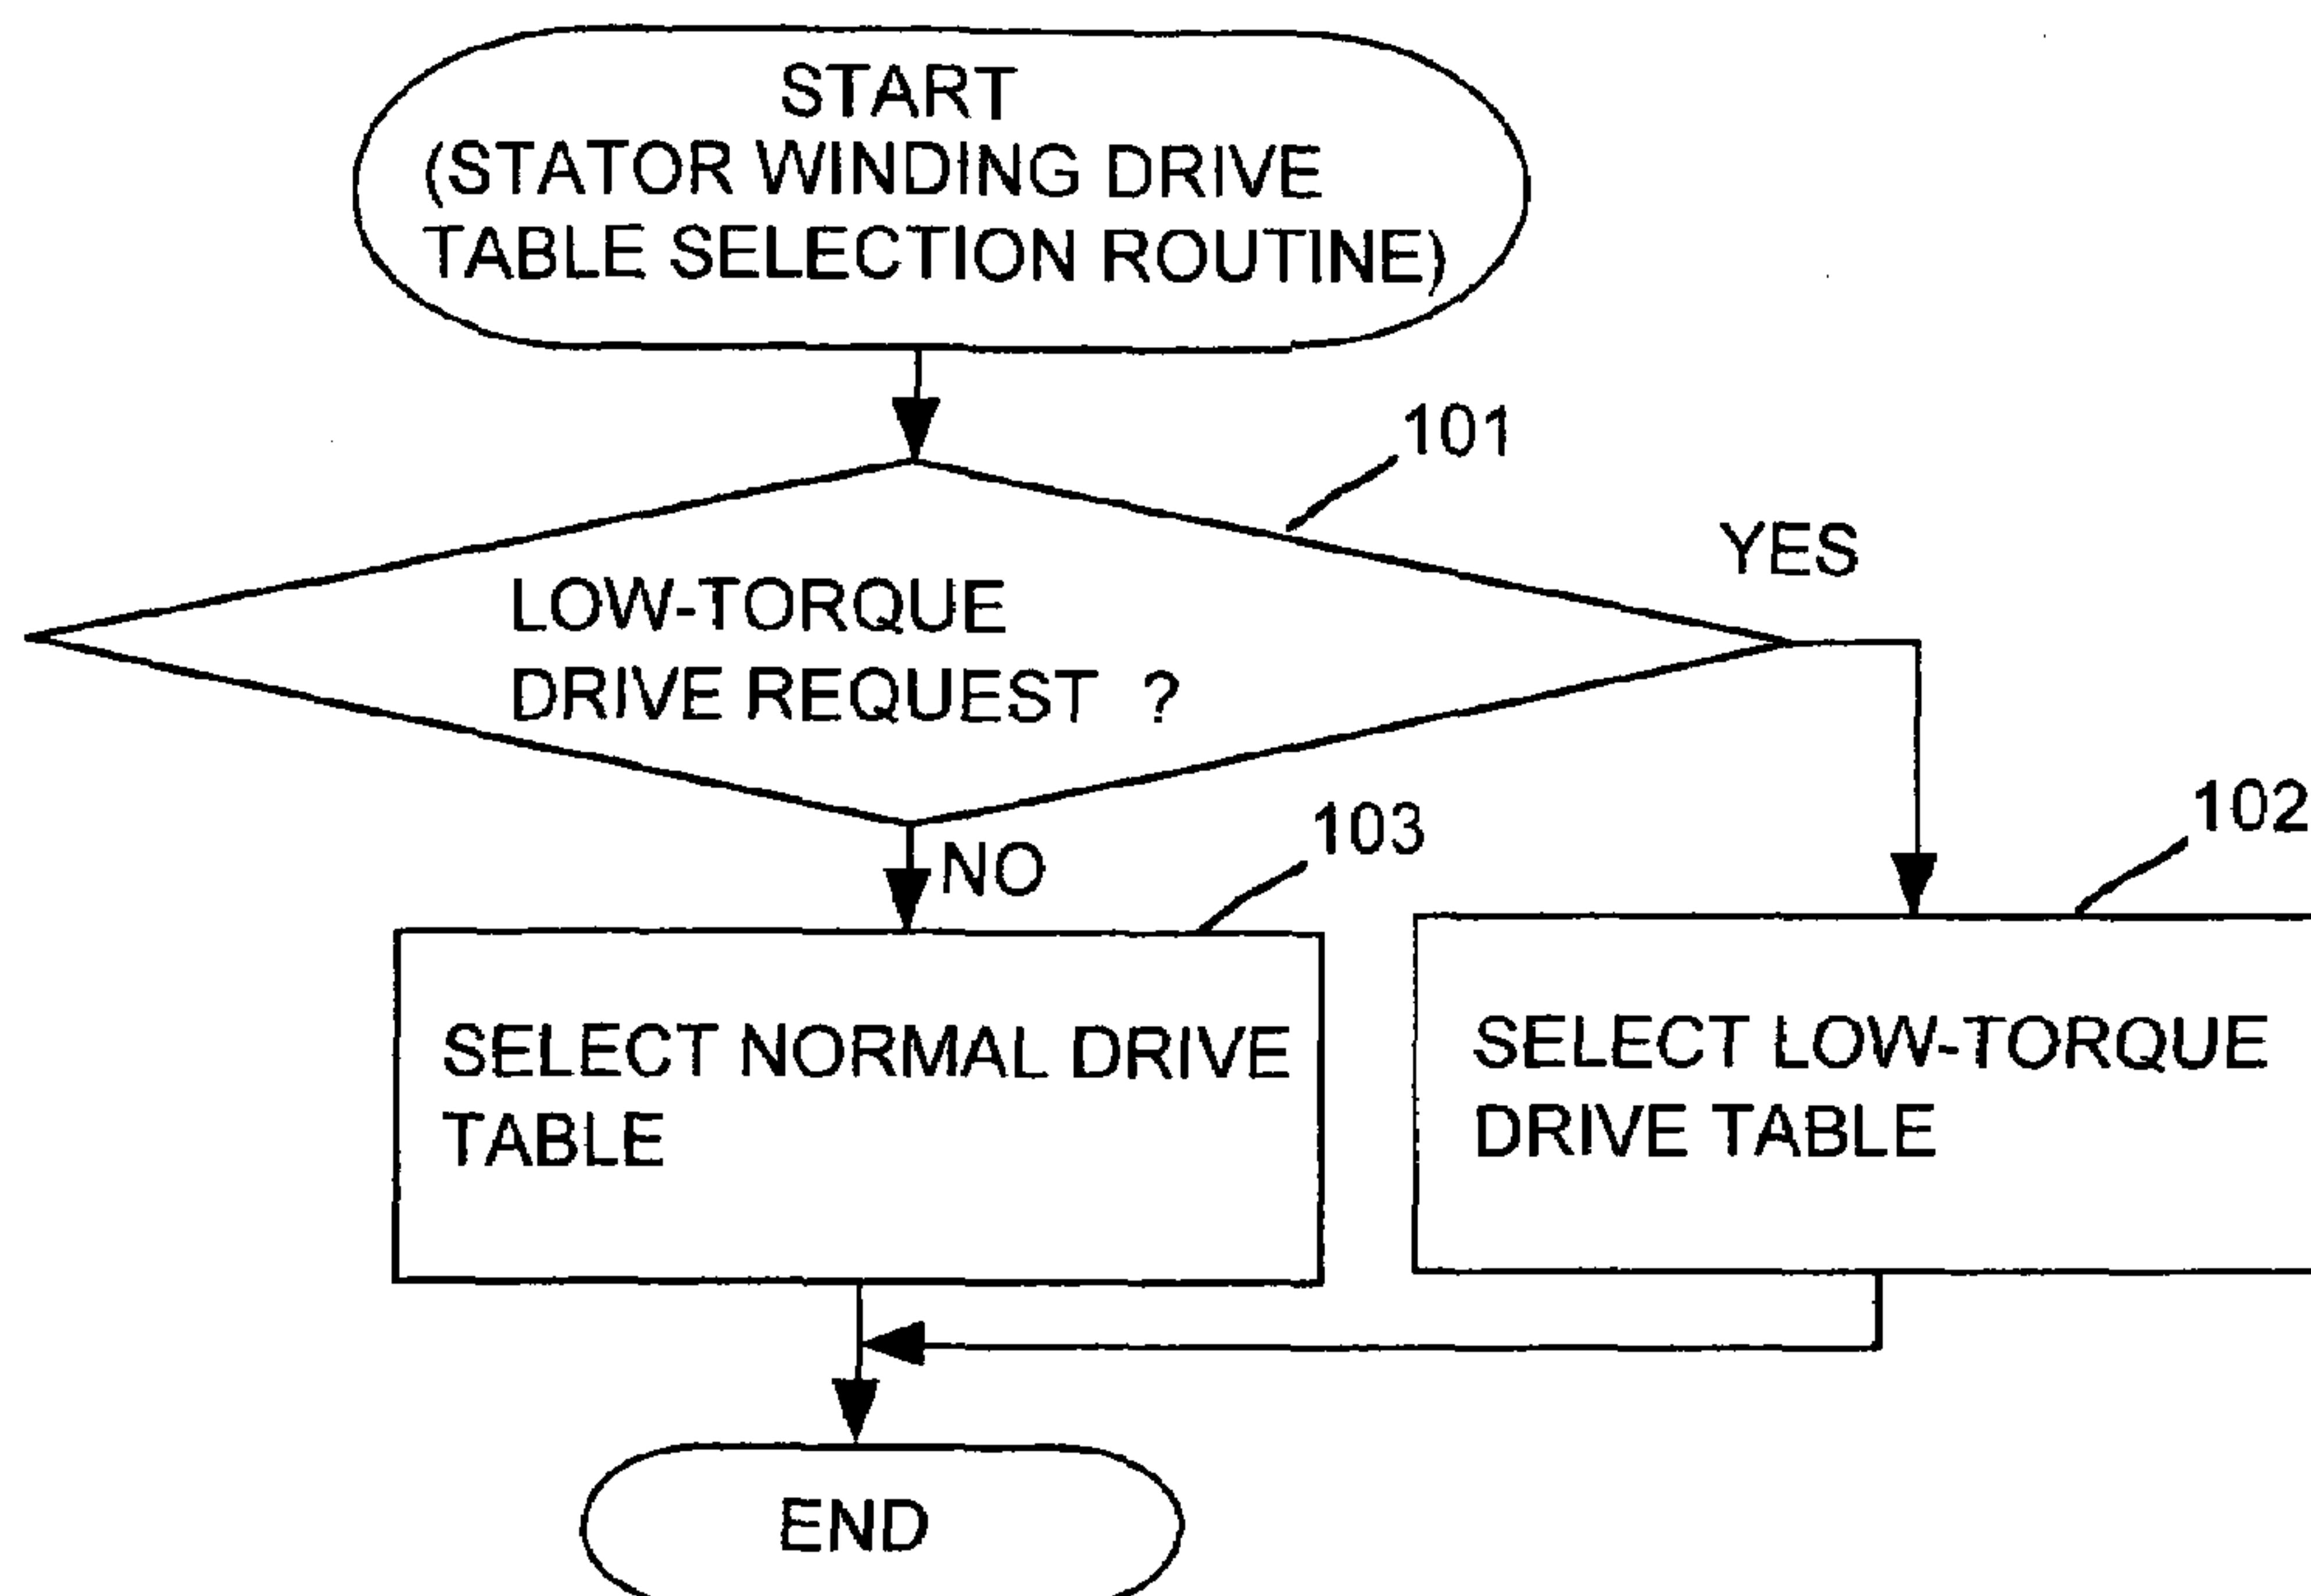 START
(STATOR WINDING DRIVE
TABLE SELECTION ROUTINE)
101
YES
LOW-TORQUE
DRIVE REQUEST ?
102
103
NO
SELECT NORMAL DRIVE
TABLE
SELECT LOW-TORQUE
DRIVE TABLE
END